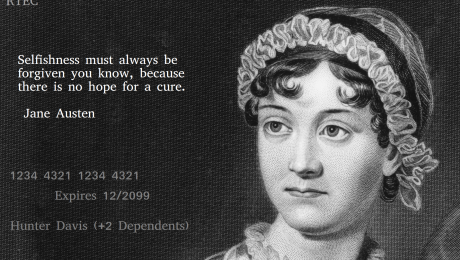 RTEC
Selfishness must always be
forgiven you know, because
there is no hope for a cure.
Jane Austen
1234 4321 1234 4321
Expires 12/2099
Hunter Davis (+2 Dependents)